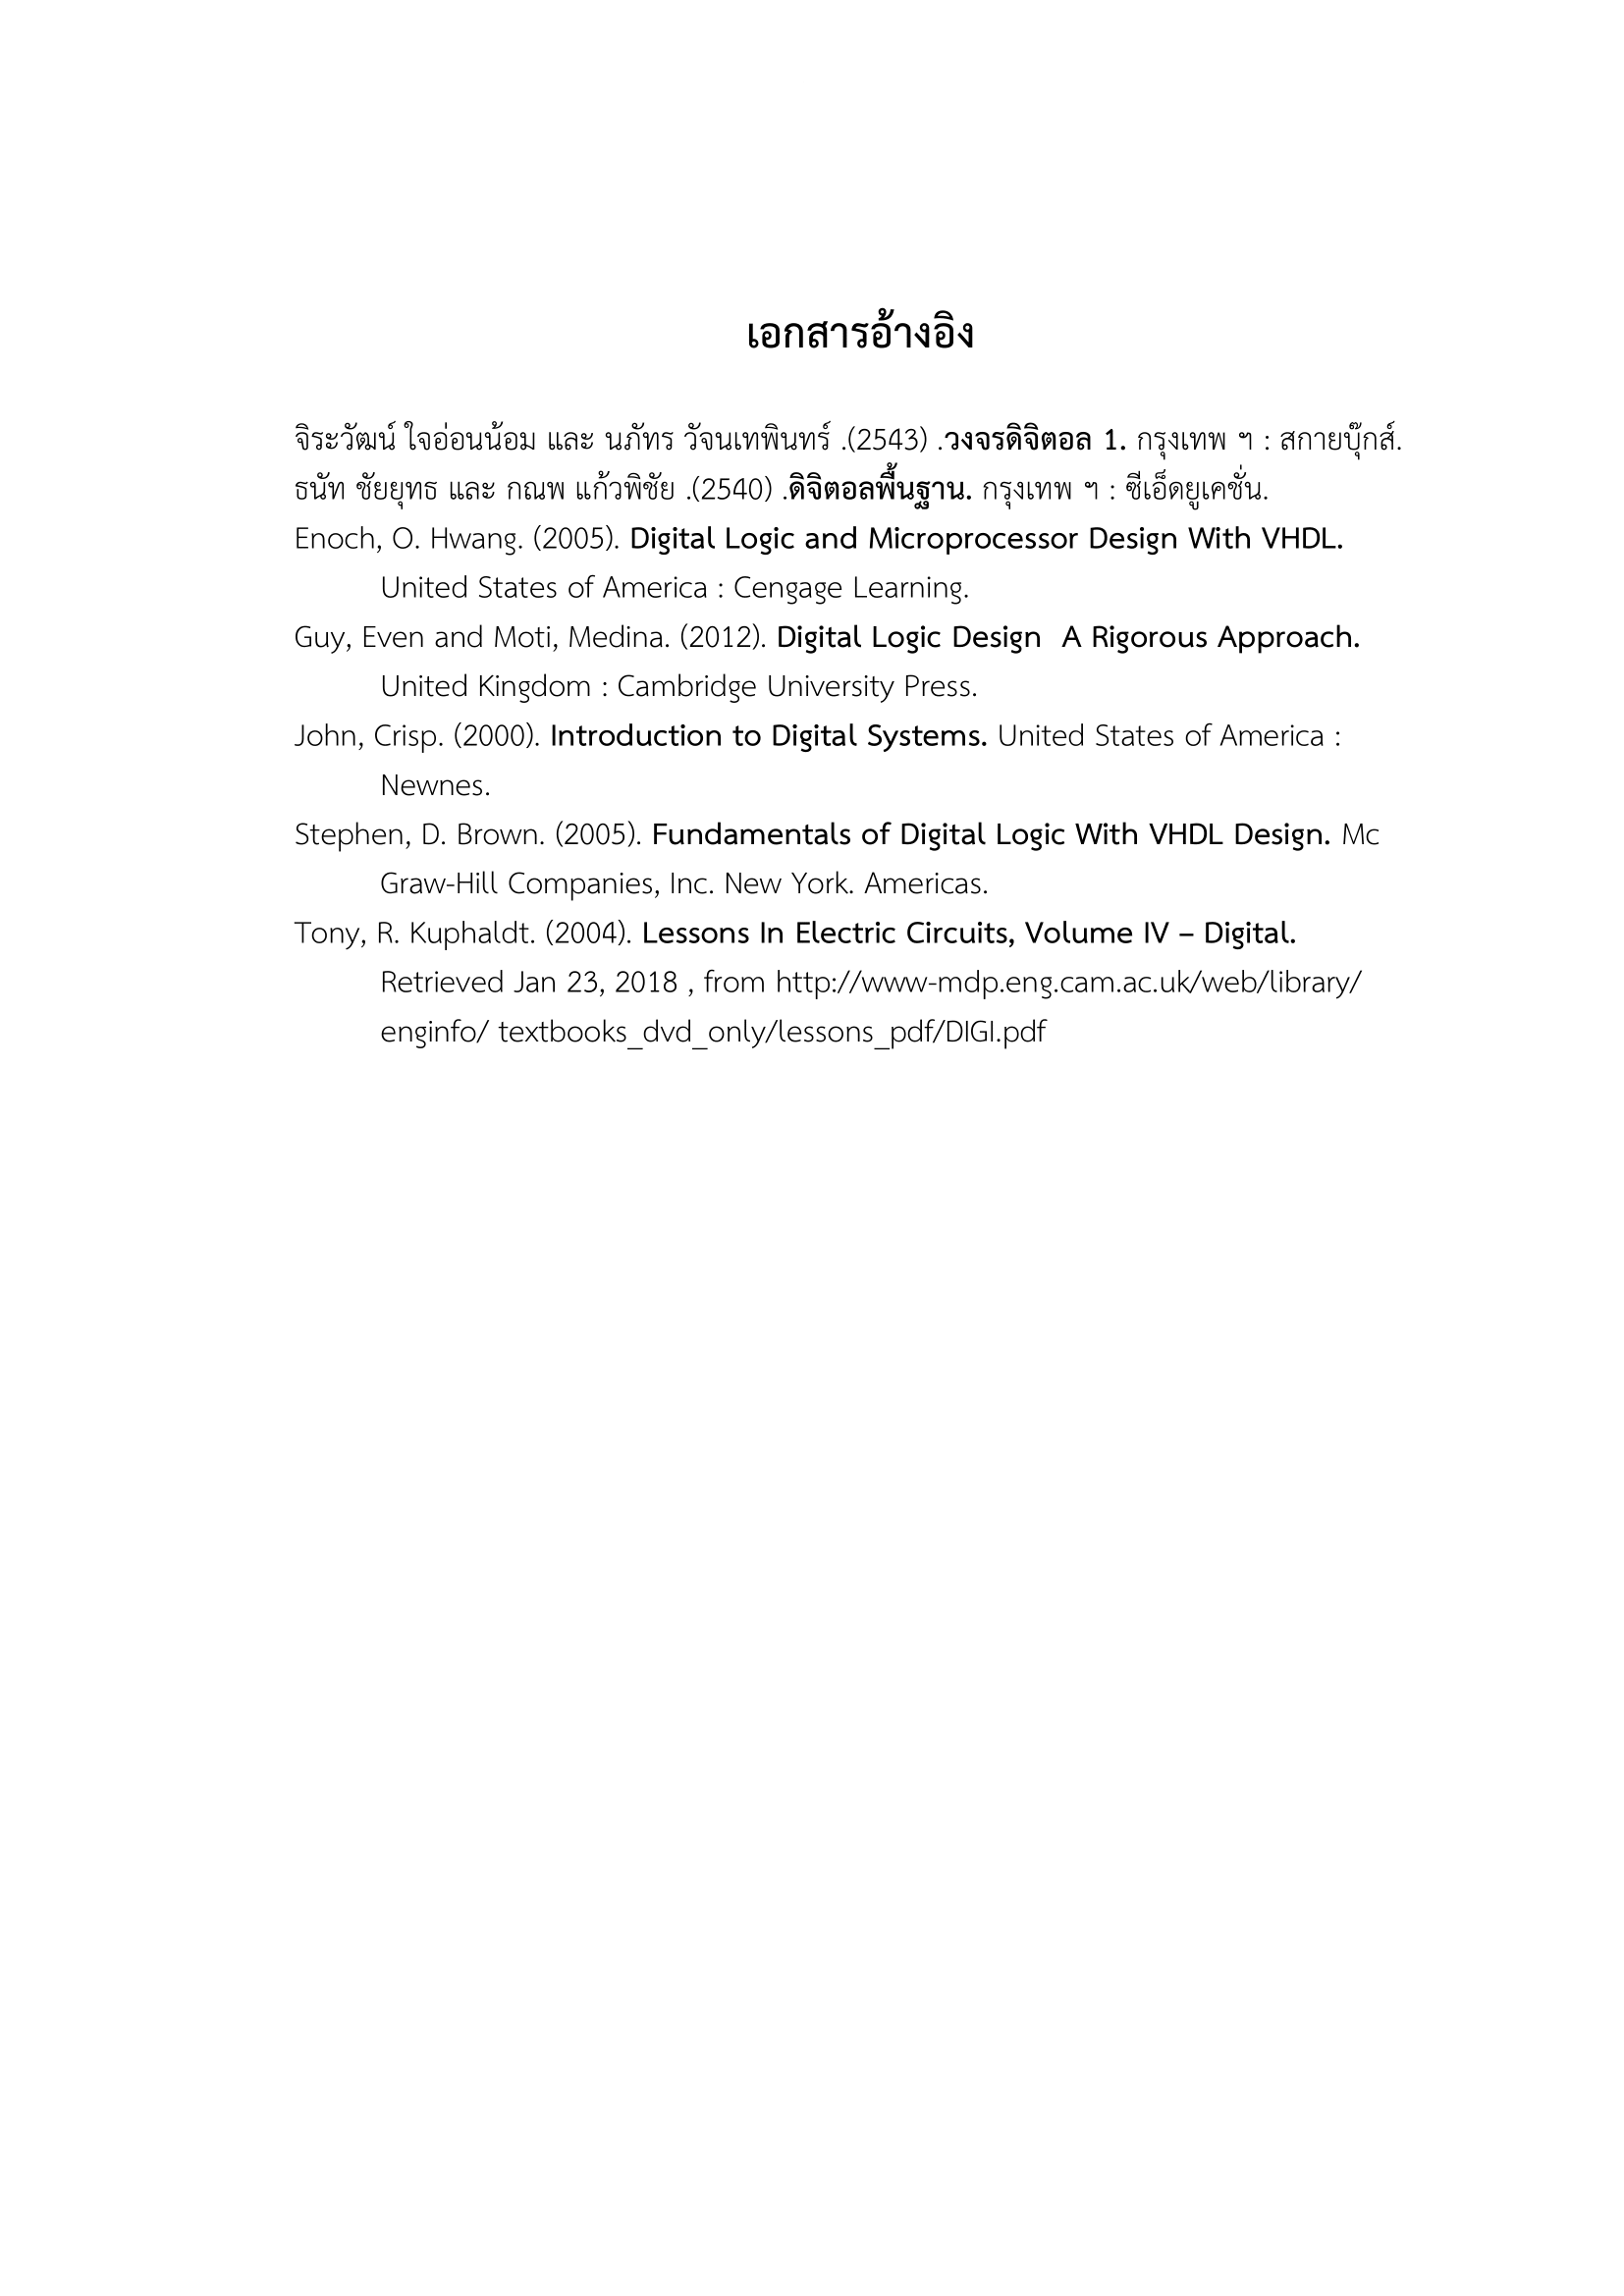 เอกสารอ้างอิง
จิระวัฒน์ ใจอ่อนน้อม และ นภัทร วัจนเทพินทร์ .(2543) .วงจรดิจิตอล 1. กรุงเทพ ฯ : สกายบุ๊กส์.
ธนัท ชัยยุทธ และ กณพ แก้วพิชัย .(2540) .ดิจิตอลพื้นฐาน. กรุงเทพ ฯ : ซีเอ็ดยูเคชั่น.
Enoch, O. Hwang. (2005). Digital Logic and Microprocessor Design With VHDL.
United States of America : Cengage Learning.
Guy, Even and Moti, Medina. (2012). Digital Logic Design  A Rigorous Approach.
United Kingdom : Cambridge University Press.
John, Crisp. (2000). Introduction to Digital Systems. United States of America :
Newnes.
Stephen, D. Brown. (2005). Fundamentals of Digital Logic With VHDL Design. Mc
Graw-Hill Companies, Inc. New York. Americas.
Tony, R. Kuphaldt. (2004). Lessons In Electric Circuits, Volume IV – Digital.
Retrieved Jan 23, 2018 , from http://www-mdp.eng.cam.ac.uk/web/library/
enginfo/ textbooks_dvd_only/lessons_pdf/DIGI.pdf